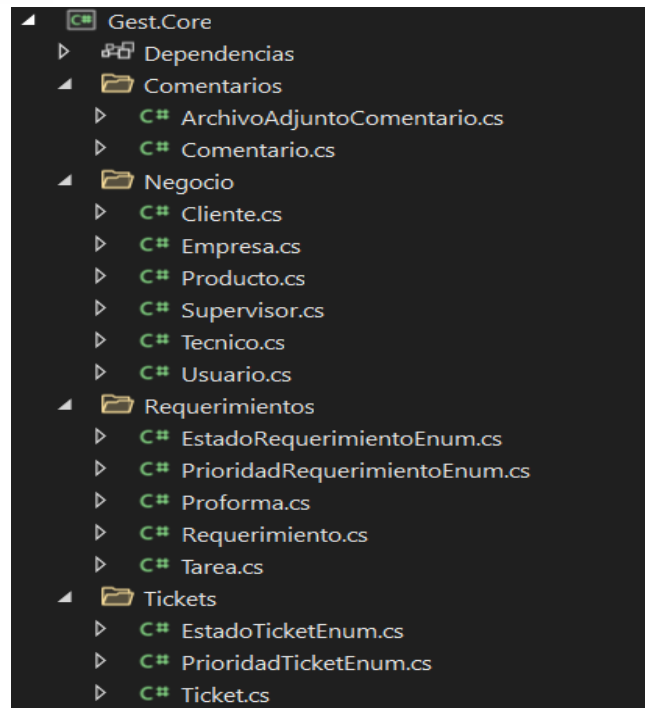 C# Gest.Core
Dependencias
Comentarios
C# ArchivoAdjuntoComentario.cs
C# Comentario.cs
Negocio
C# Cliente.cs
C# Empresa.cs
C# Producto.cs
C# Supervisor.cs
C# Tecnico.cs
C# Usuario.cs
Requerimientos
C# EstadoRequerimientoEnum.cs
C# PrioridadRequerimientoEnum.cs
C# Proforma.cs
C# Requerimiento.cs
C# Tarea.cs
Tickets
C# EstadoTicketEnum.cs
C# PrioridadTicketEnum.cs
C# Ticket.cs